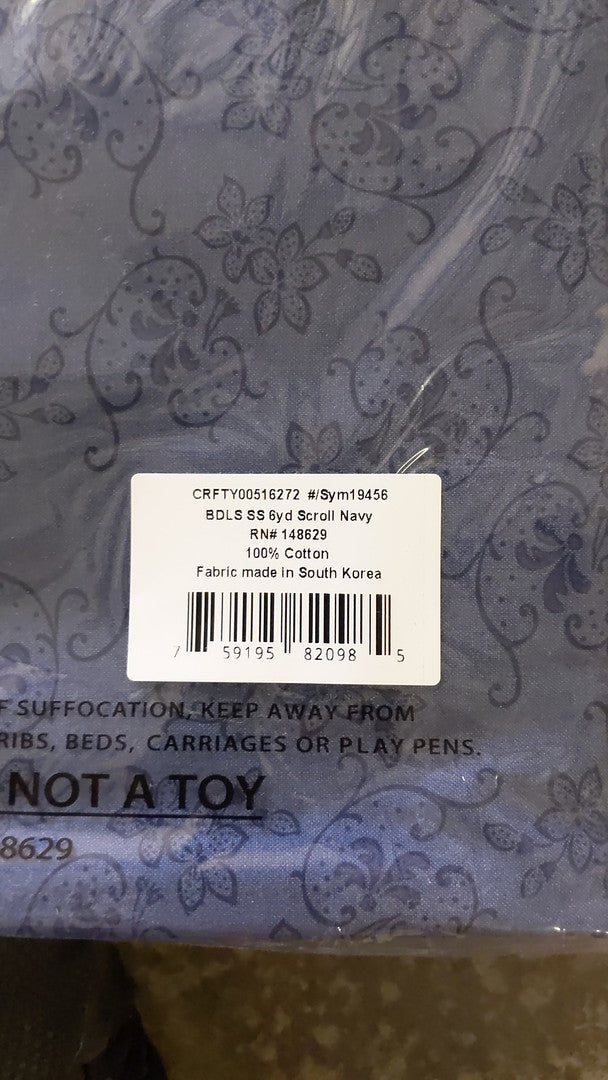 CRFTY00516272 #/Sym19456
BDLS SS 6yd Scroll Navy
RN# 148629
100% Cotton
Fabric made in South Korea
7 59195 82098 5
SUFFOCATION, KEEP AWAY FROM
BEDS, CARRIAGES OR PLAY PENS.
NOT A TOY
8629